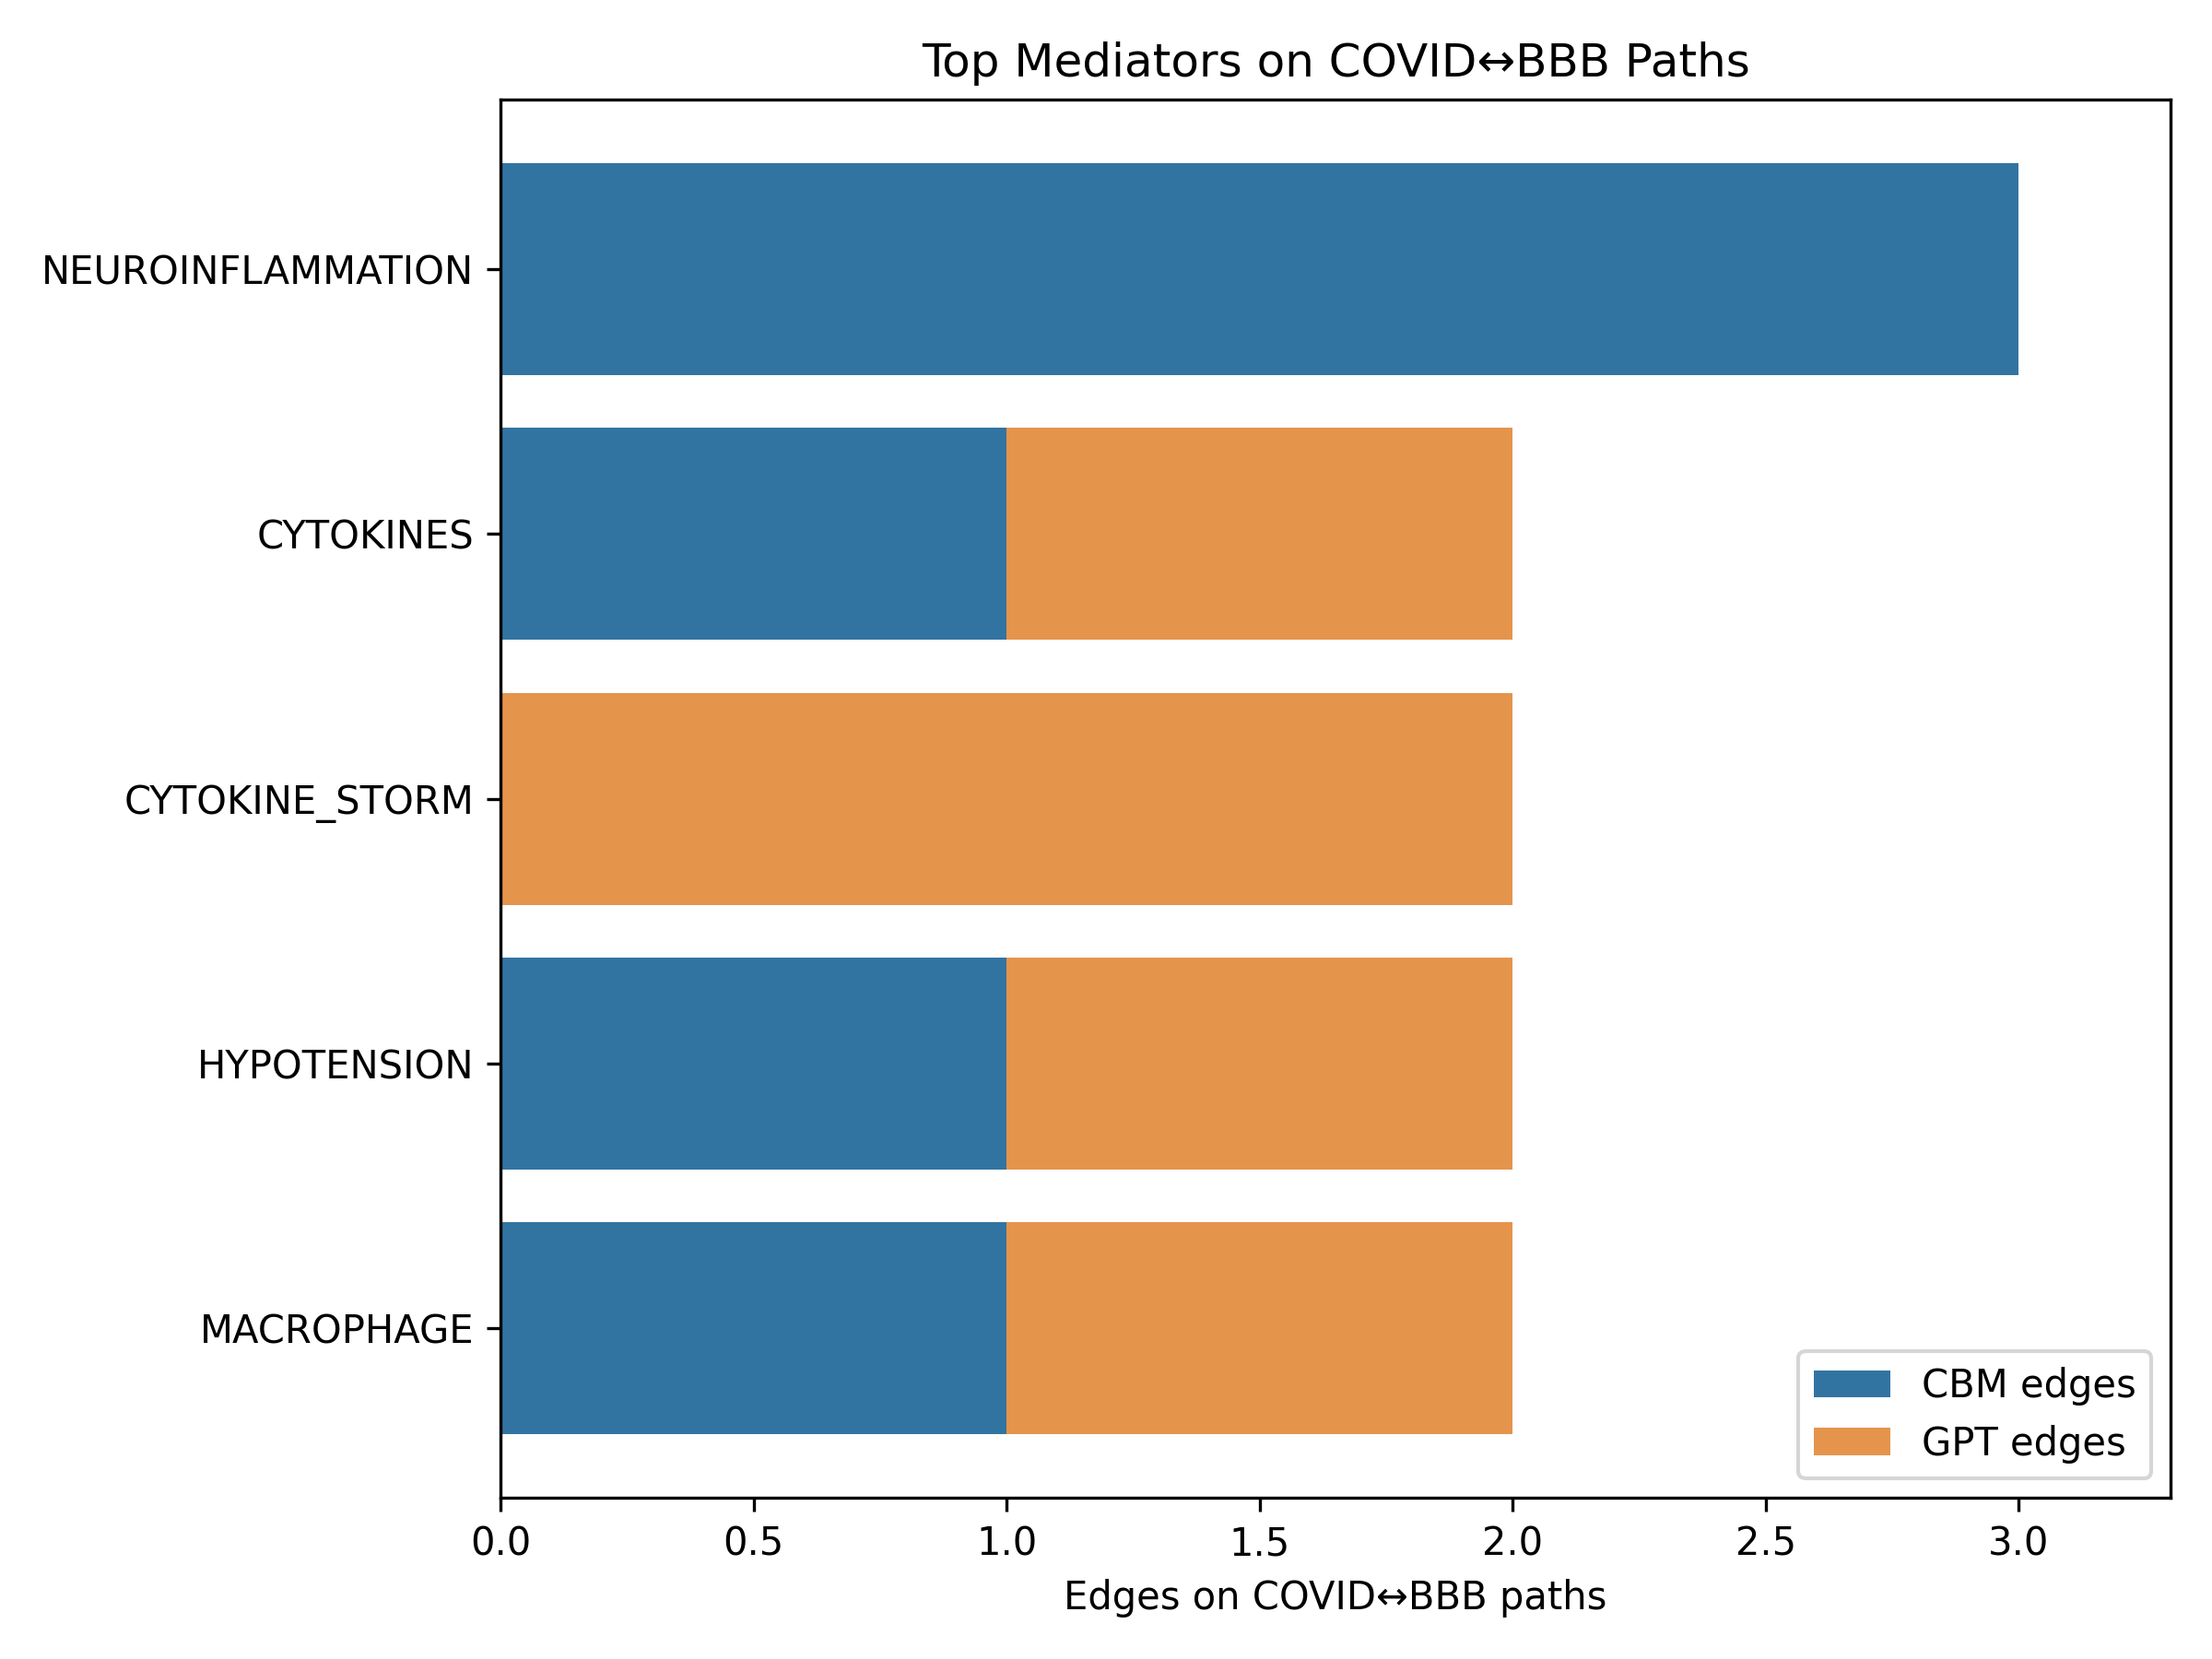 Top Mediators on COVID↔BBB Paths
NEUROINFLAMMATION
CYTOKINES
CYTOKINE_STORM
HYPOTENSION
MACROPHAGE
CBM edges
GPT edges
0.0 0.5 1.0 1.5 2.0 2.5 3.0
Edges on COVID↔BBB paths